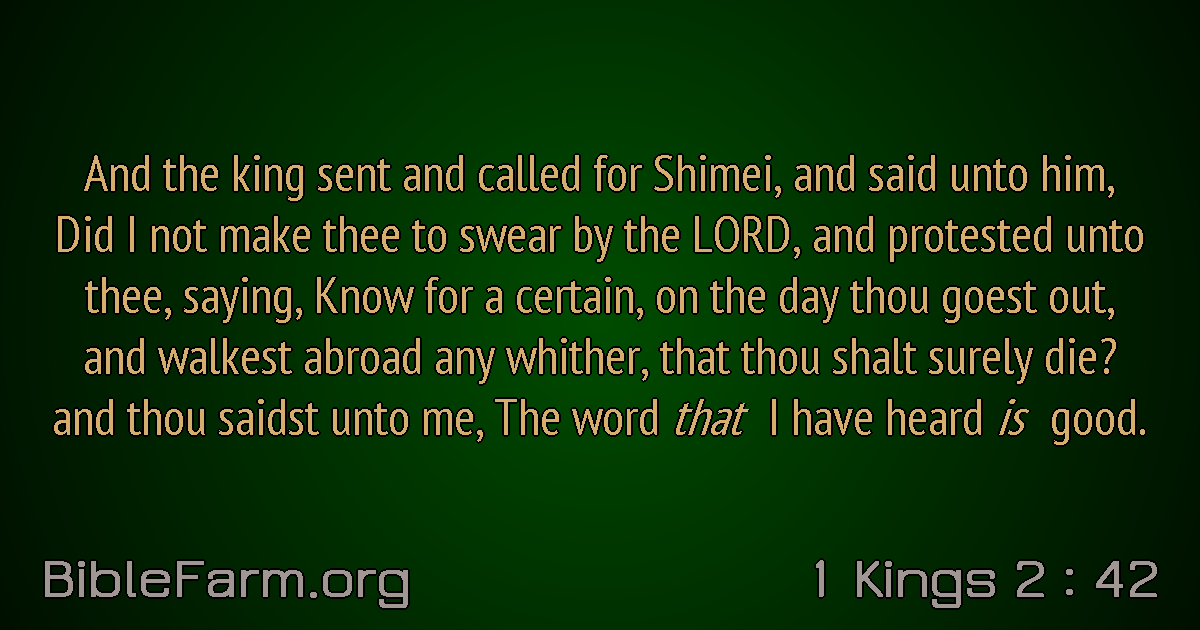 And the king sent and called for Shimei, and said unto him,
Did I not make thee to swear by the LORD, and protested unto
thee, saying, Know for a certain, on the day thou goest out,
and walkest abroad any whither, that thou shalt surely die?
and thou saidst unto me, The word that I have heard is good.
BibleFarm.org
1 Kings 2 : 42